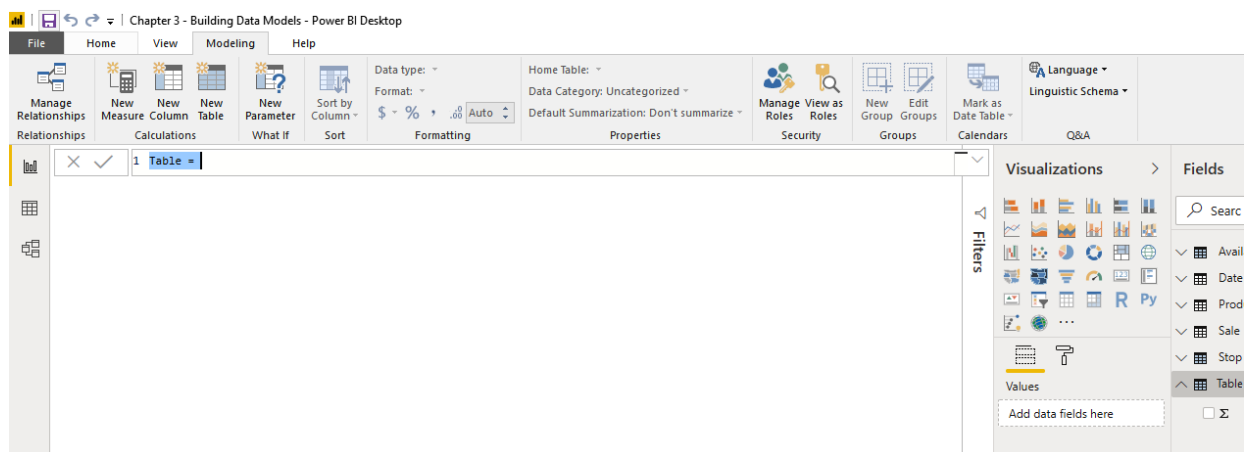 Chapter 3 - Building Data Models - Power BI Desktop
File Home View Modeling Help
Manage Relationships
New Measure
New Column
New Table
New Parameter
Sort by Column
Data type:
Format:
$ % , .00 Auto
Home Table:
Data Category: Uncategorized
Default Summarization: Don't summarize
Manage Roles
View as Roles
New Group
Edit Groups
Mark as Date Table
Language
Linguistic Schema
Relationships Calculations What If Sort Formatting Properties Security Groups Calendars Q&A
1 Table =
Visualizations
Fields
Searc
Filters
Avail
Date
Prod
Sale
Stop
Table
Σ
123
R Py
...
Values
Add data fields here